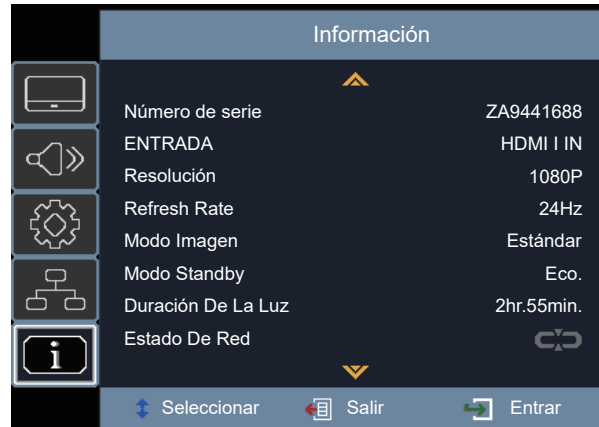 Información
Número de serie ZA9441688
ENTRADA HDMI I IN
Resolución 1080P
Refresh Rate 24Hz
Modo Imagen Estándar
Modo Standby Eco.
Duración De La Luz 2hr.55min.
Estado De Red
i
Seleccionar Salir Entrar